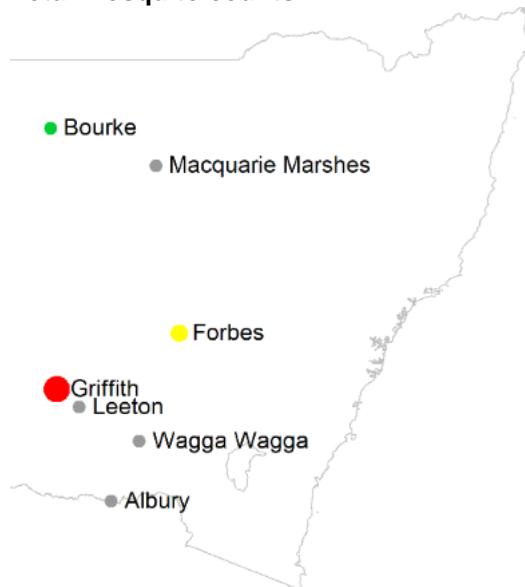 Bourke
Macquarie Marshes
Forbes
Griffith
Leeton
Wagga Wagga
Albury